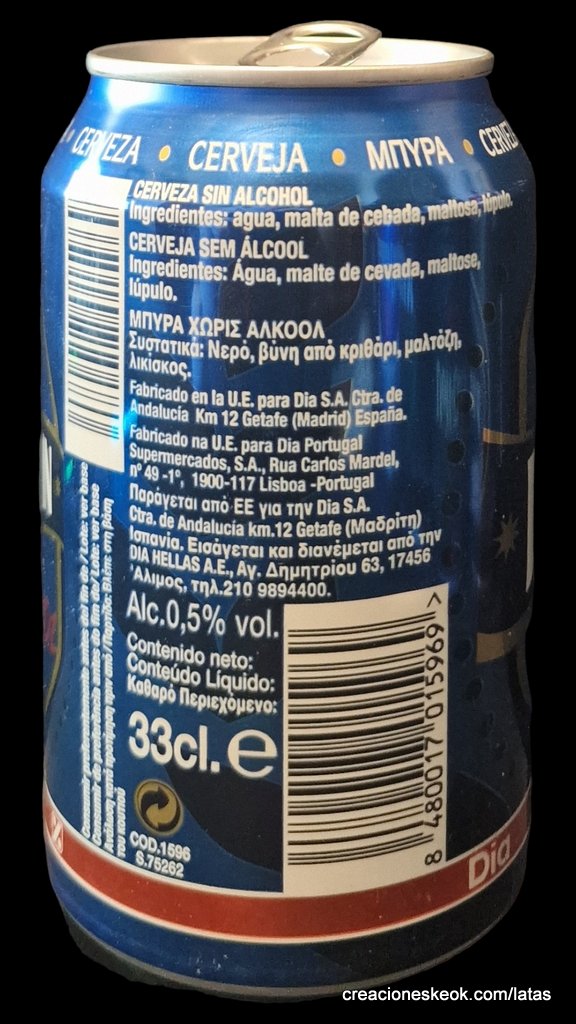 CERVEZA • CERVEJA • ΜΠΥΡΑ •
CERVEZA SIN ALCOHOL
Ingredientes: agua, malta de cebada, maltosa, lúpulo.
CERVEJA SEM ÁLCOOL
Ingredientes: Água, malte de cevada, maltose,
lúpulo.
ΜΠΥΡΑ ΧΩΡΙΣ ΑΛΚΟΟΛ
Συστατικά: Νερό, βύνη από κριθάρι, μαλτόζη,
λικίσκος.
Fabricado en la U.E. para Dia S.A. Ctra. de
Andalucía Km 12 Getafe (Madrid) España.
Fabricado na U.E. para Dia Portugal
Supermercados, S.A., Rua Carlos Mardel,
nº 49 -1º, 1900-117 Lisboa -Portugal
Παράγεται από ΕΕ για την Dia S.A.
Ctra. de Andalucía km.12 Getafe (Μαδρίτη)
Ισπανία. Εισάγεται και διανέμεται από την
DIA HELLAS A.E., Αγ. Δημητρίου 63, 17456
'Αλιμος, τηλ.210 9894400.
Alc.0,5% vol.
Contenido neto:
Conteúdo Líquido:
Καθαρό Περιεχόμενο:
33cl. e
COD.1596
S.75262
8 480017 015969 >
Dia
creacioneskeok.com/latas